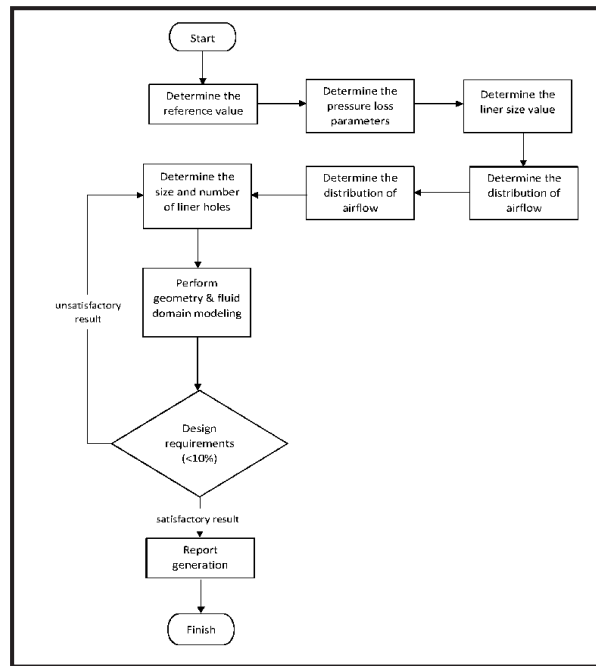 Start
Determine the
reference value
Determine the
pressure loss
parameters
Determine the
liner size value
Determine the
distribution of
airflow
Determine the
distribution of
airflow
Determine the
size and number
of liner holes
Perform
geometry & fluid
domain modeling
unsatisfactory
result
Design
requirements
(<10%)
satisfactory result
Report
generation
Finish